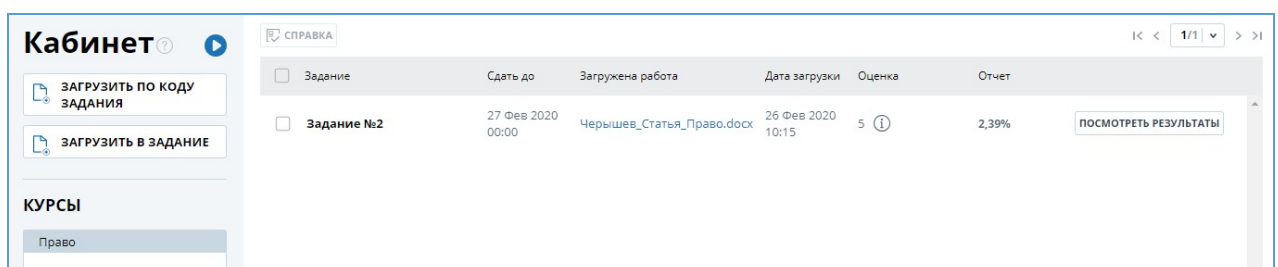 Кабинет
ЗАГРУЗИТЬ ПО КОДУ
ЗАДАНИЯ
ЗАГРУЗИТЬ В ЗАДАНИЕ
КУРСЫ
Право
СПРАВКА
1/1
Задание Сдать до Загружена работа Дата загрузки Оценка Отчет
Задание №2 27 Фев 2020 00:00 Черышев_Статья_Право.docx 26 Фев 2020 10:15 5 2,39% ПОСМОТРЕТЬ РЕЗУЛЬТАТЫ